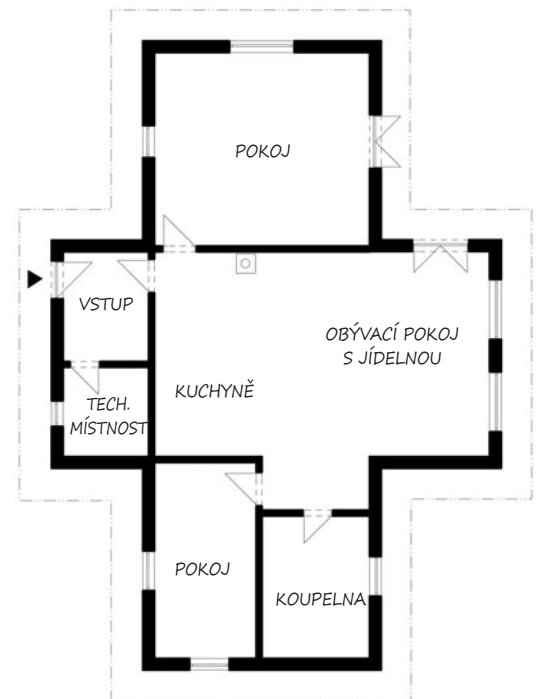 POKOJ
VSTUP
OBÝVACÍ POKOJ
S JÍDELNOU
KUCHYNĚ
TECH.
MÍSTNOST
POKOJ
KOUPELNA